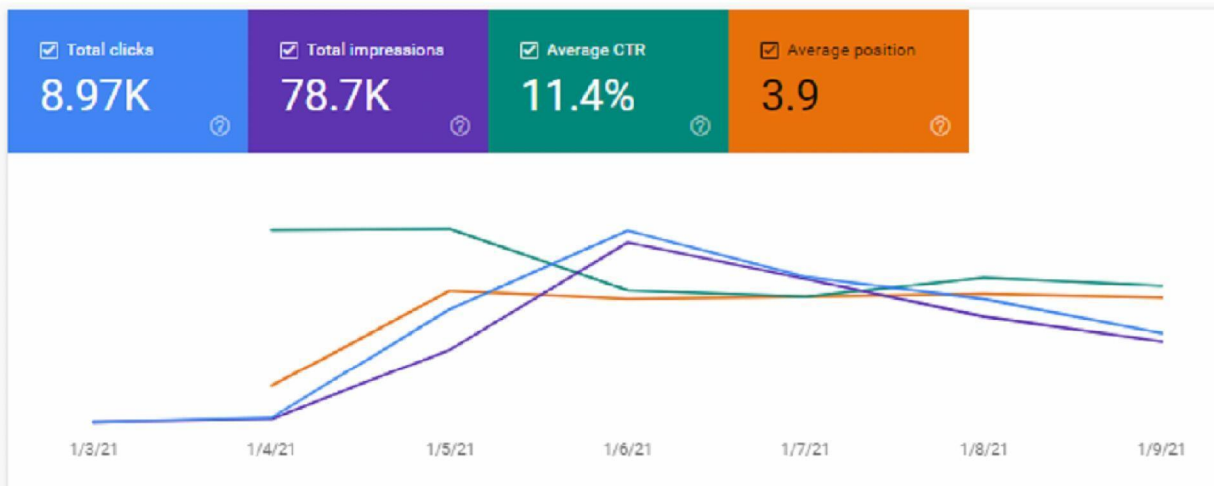 Total clicks
8.97K
Total impressions
78.7K
Average CTR
11.4%
Average position
3.9
1/3/21 1/4/21 1/5/21 1/6/21 1/7/21 1/8/21 1/9/21